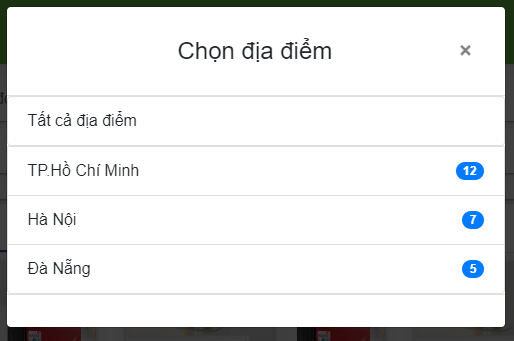 Chọn địa điểm
×
Tất cả địa điểm
TP.Hồ Chí Minh 12
Hà Nội 7
Đà Nẵng 5